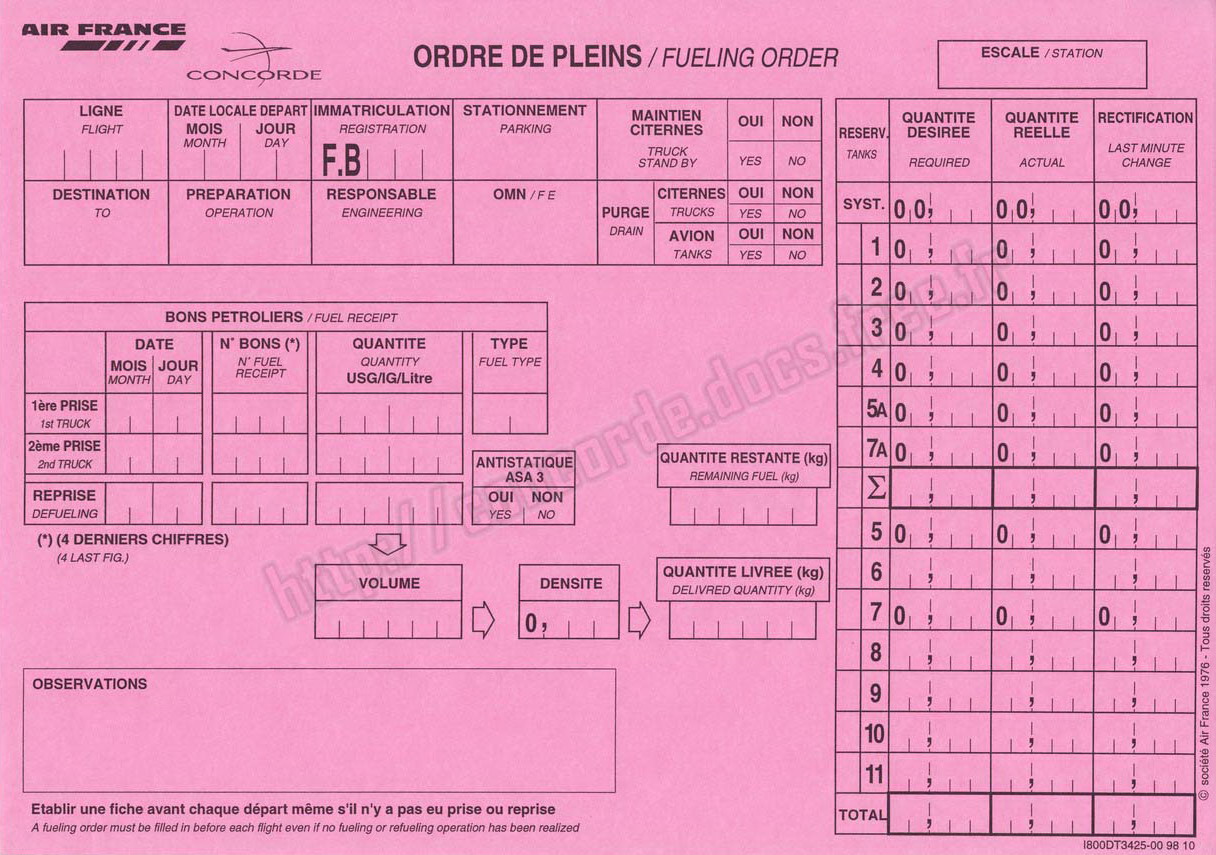 AIR FRANCE
CONCORDE
ORDRE DE PLEINS / FUELING ORDER
ESCALE / STATION
LIGNE
FLIGHT
DATE LOCALE DEPART
MOIS JOUR
MONTH DAY
IMMATRICULATION
REGISTRATION
F.B
STATIONNEMENT
PARKING
MAINTIEN
CITERNES
TRUCK
STAND BY
OUI NON
YES NO
DESTINATION
TO
PREPARATION
OPERATION
RESPONSABLE
ENGINEERING
OMN / F E
PURGE
DRAIN
CITERNES OUI NON
TRUCKS YES NO
AVION OUI NON
TANKS YES NO
RESERV.
TANKS
QUANTITE
DESIREE
REQUIRED
QUANTITE
REELLE
ACTUAL
RECTIFICATION
LAST MINUTE
CHANGE
SYST. 0 0, 0 0, 0 0,
1 0 , 0 , 0 ,
2 0 , 0 , 0 ,
3 0 , 0 , 0 ,
4 0 , 0 , 0 ,
5A 0 , 0 , 0 ,
7A 0 , 0 , 0 ,
Σ , , ,
5 0 , 0 , 0 ,
6 , , ,
7 0 , 0 , 0 ,
8 , , ,
9 , , ,
10 , , ,
11 , , ,
TOTAL , , ,
BONS PETROLIERS / FUEL RECEIPT
DATE
MOIS JOUR
MONTH DAY
N° BONS (*)
N° FUEL
RECEIPT
QUANTITE
QUANTITY
USG/IG/Litre
TYPE
FUEL TYPE
1ère PRISE
1st TRUCK
2ème PRISE
2nd TRUCK
REPRISE
DEFUELING
ANTISTATIQUE
ASA 3
OUI NON
YES NO
(*) (4 DERNIERS CHIFFRES)
(4 LAST FIG.)
QUANTITE RESTANTE (kg)
REMAINING FUEL (kg)
VOLUME
DENSITE
0,
QUANTITE LIVREE (kg)
DELIVRED QUANTITY (kg)
OBSERVATIONS
Etablir une fiche avant chaque départ même s'il n'y a pas eu prise ou reprise
A fueling order must be filled in before each flight even if no fueling or refueling operation has been realized
© société Air France 1976 - Tous droits reservés
I800DT3425-00 98 10
http://concorde.docs.free.fr